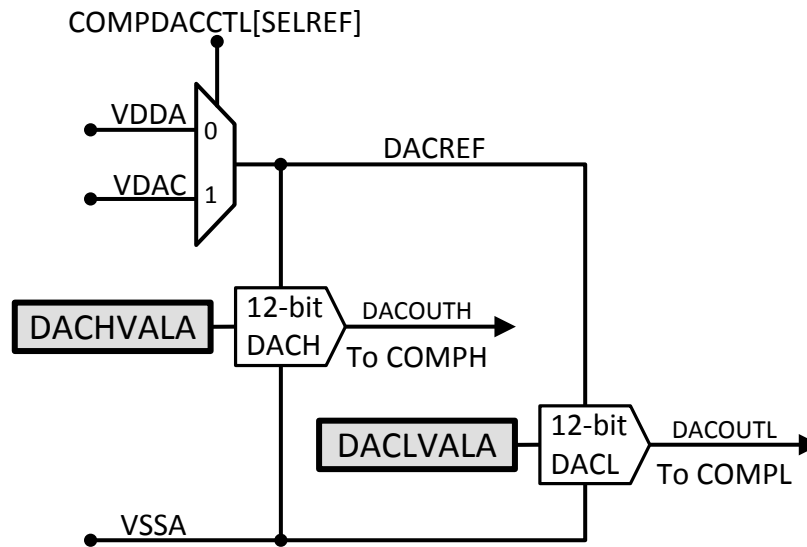 COMPDACCTL[SELREF]
VDDA
0
DACREF
VDAC
1
DACHVALA
12-bit
DACH
DACOUTH
To COMPH
DACLVALA
12-bit
DACL
DACOUTL
To COMPL
VSSA